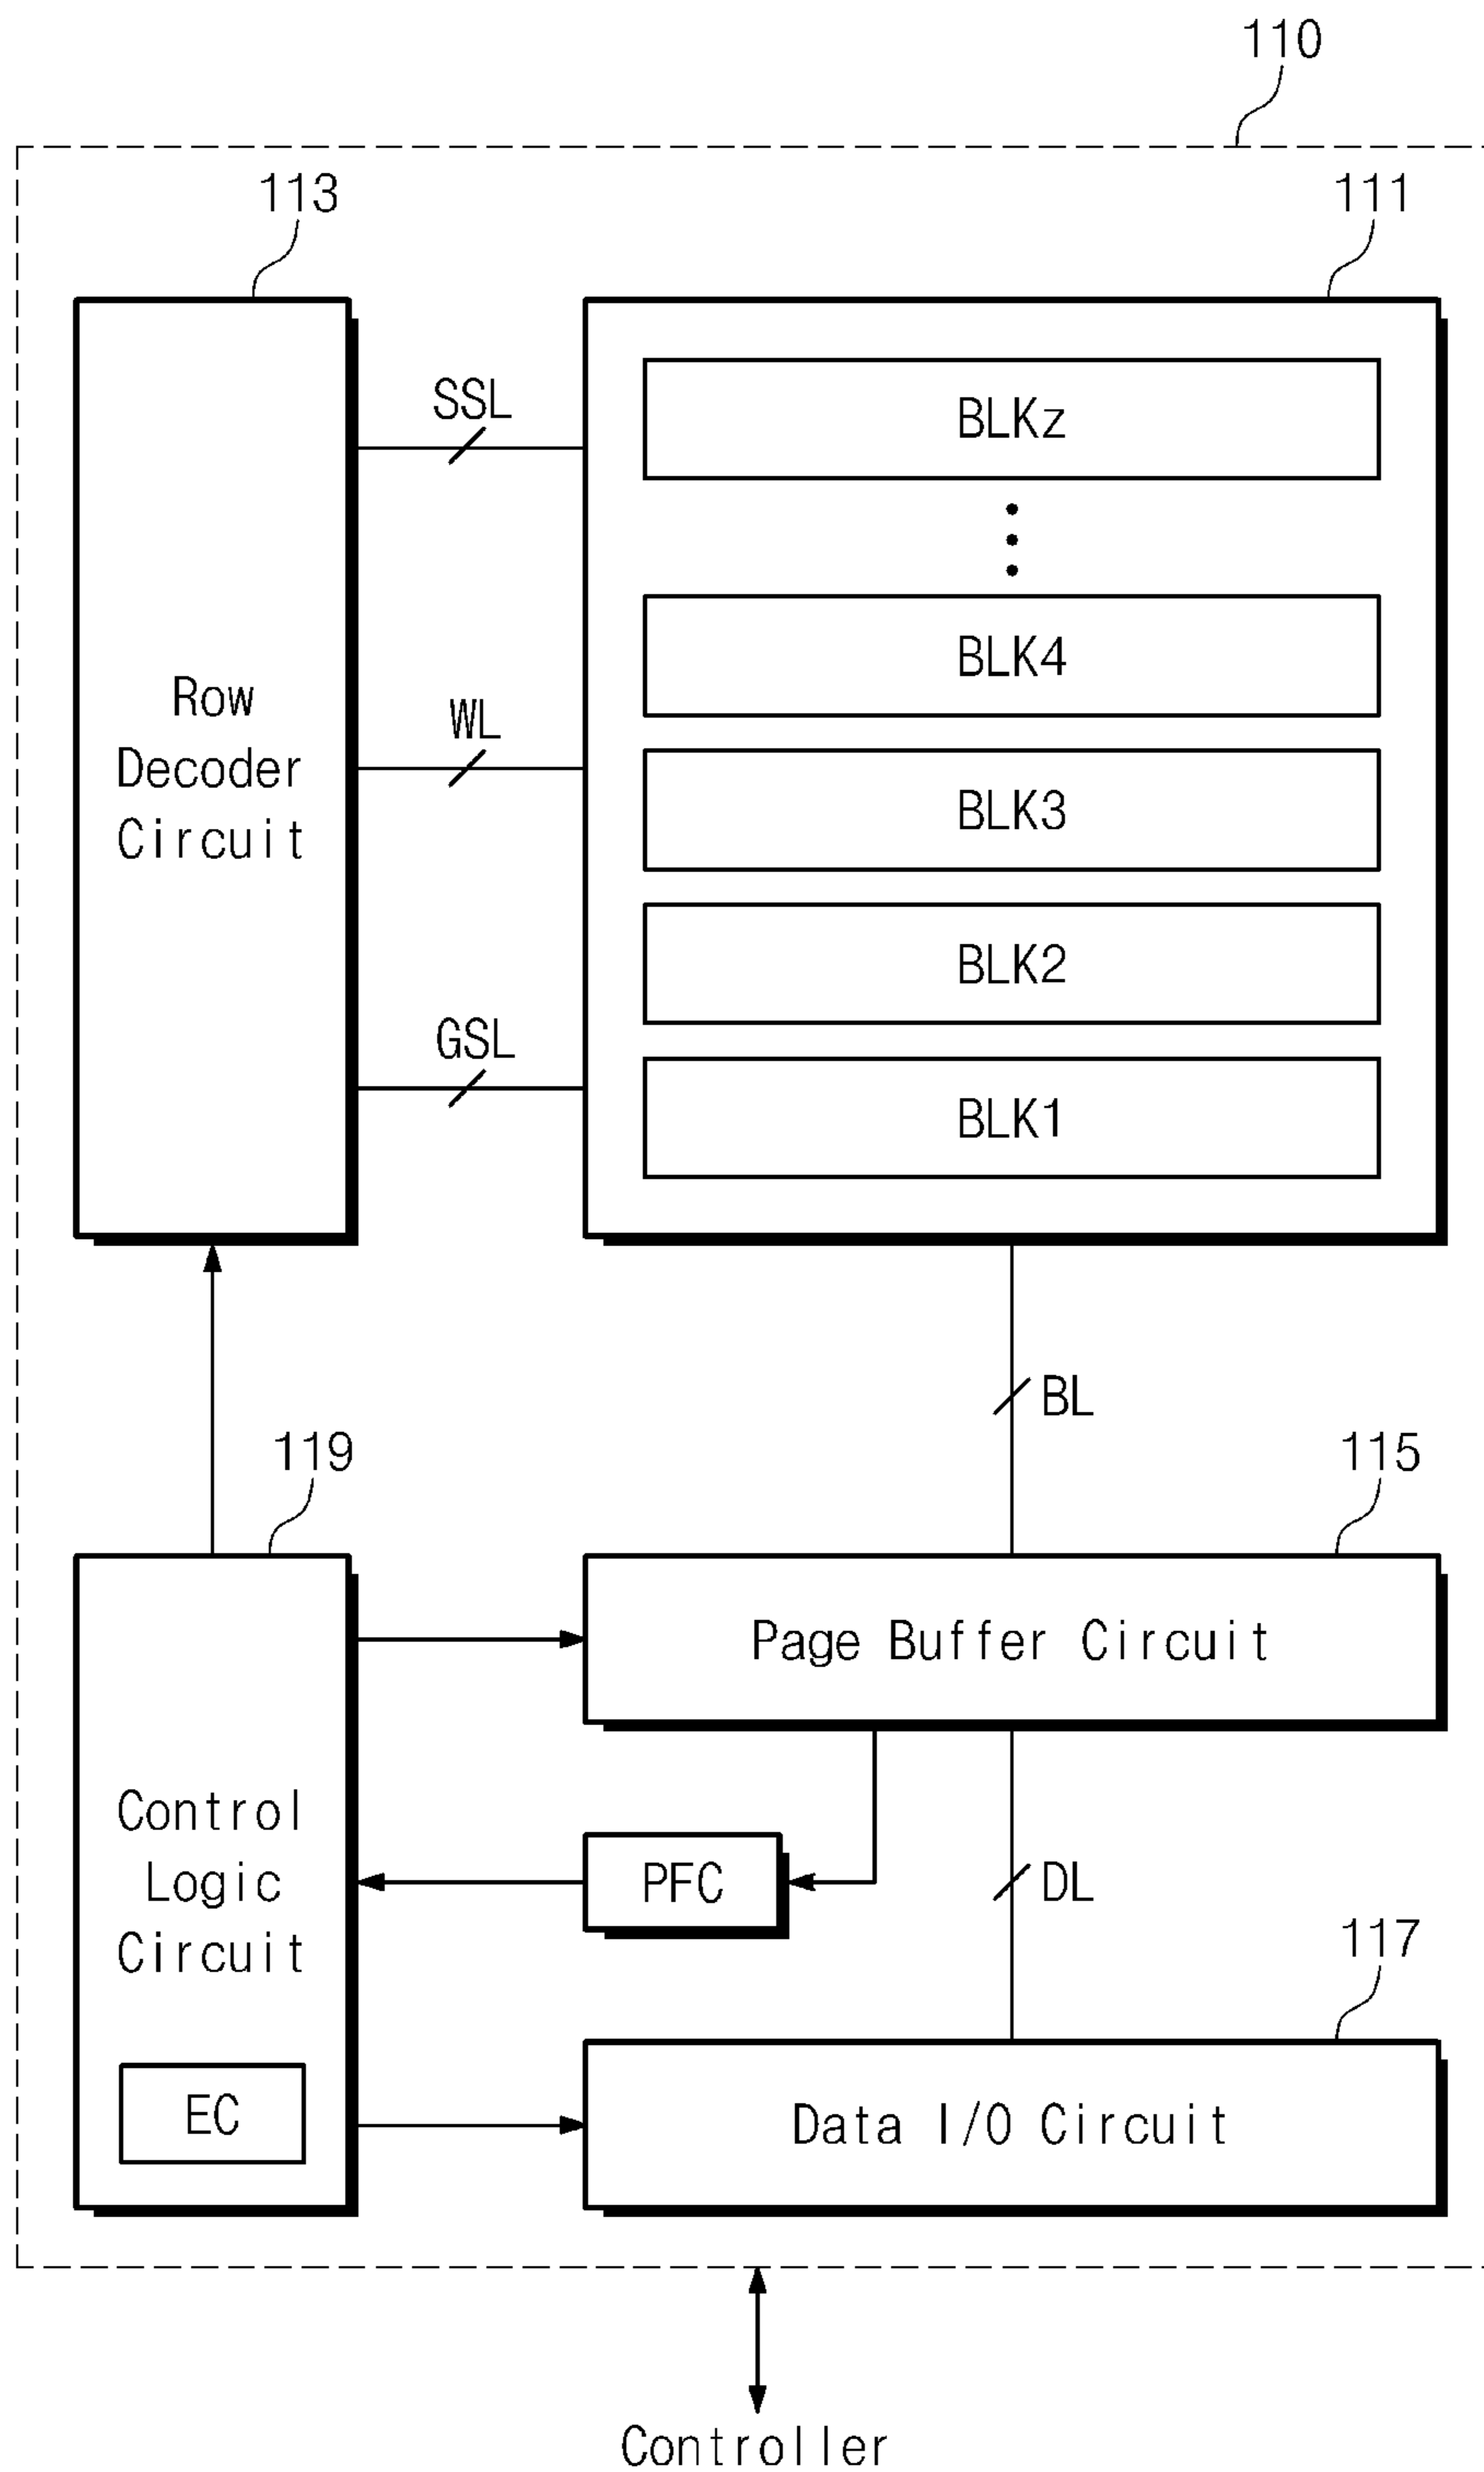 110
113
111
SSL
BLKz
BLK4
Row
Decoder
Circuit
WL
BLK3
BLK2
GSL
BLK1
BL
119
115
Page Buffer Circuit
Control
Logic
Circuit
PFC
DL
117
EC
Data I/O Circuit
Controller